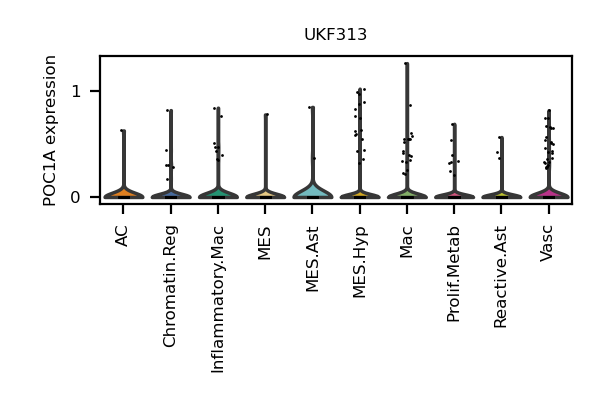 UKF313
POC1A expression
1
0
AC
Chromatin.Reg
Inflammatory.Mac
MES
MES.Ast
MES.Hyp
Mac
Prolif.Metab
Reactive.Ast
Vasc